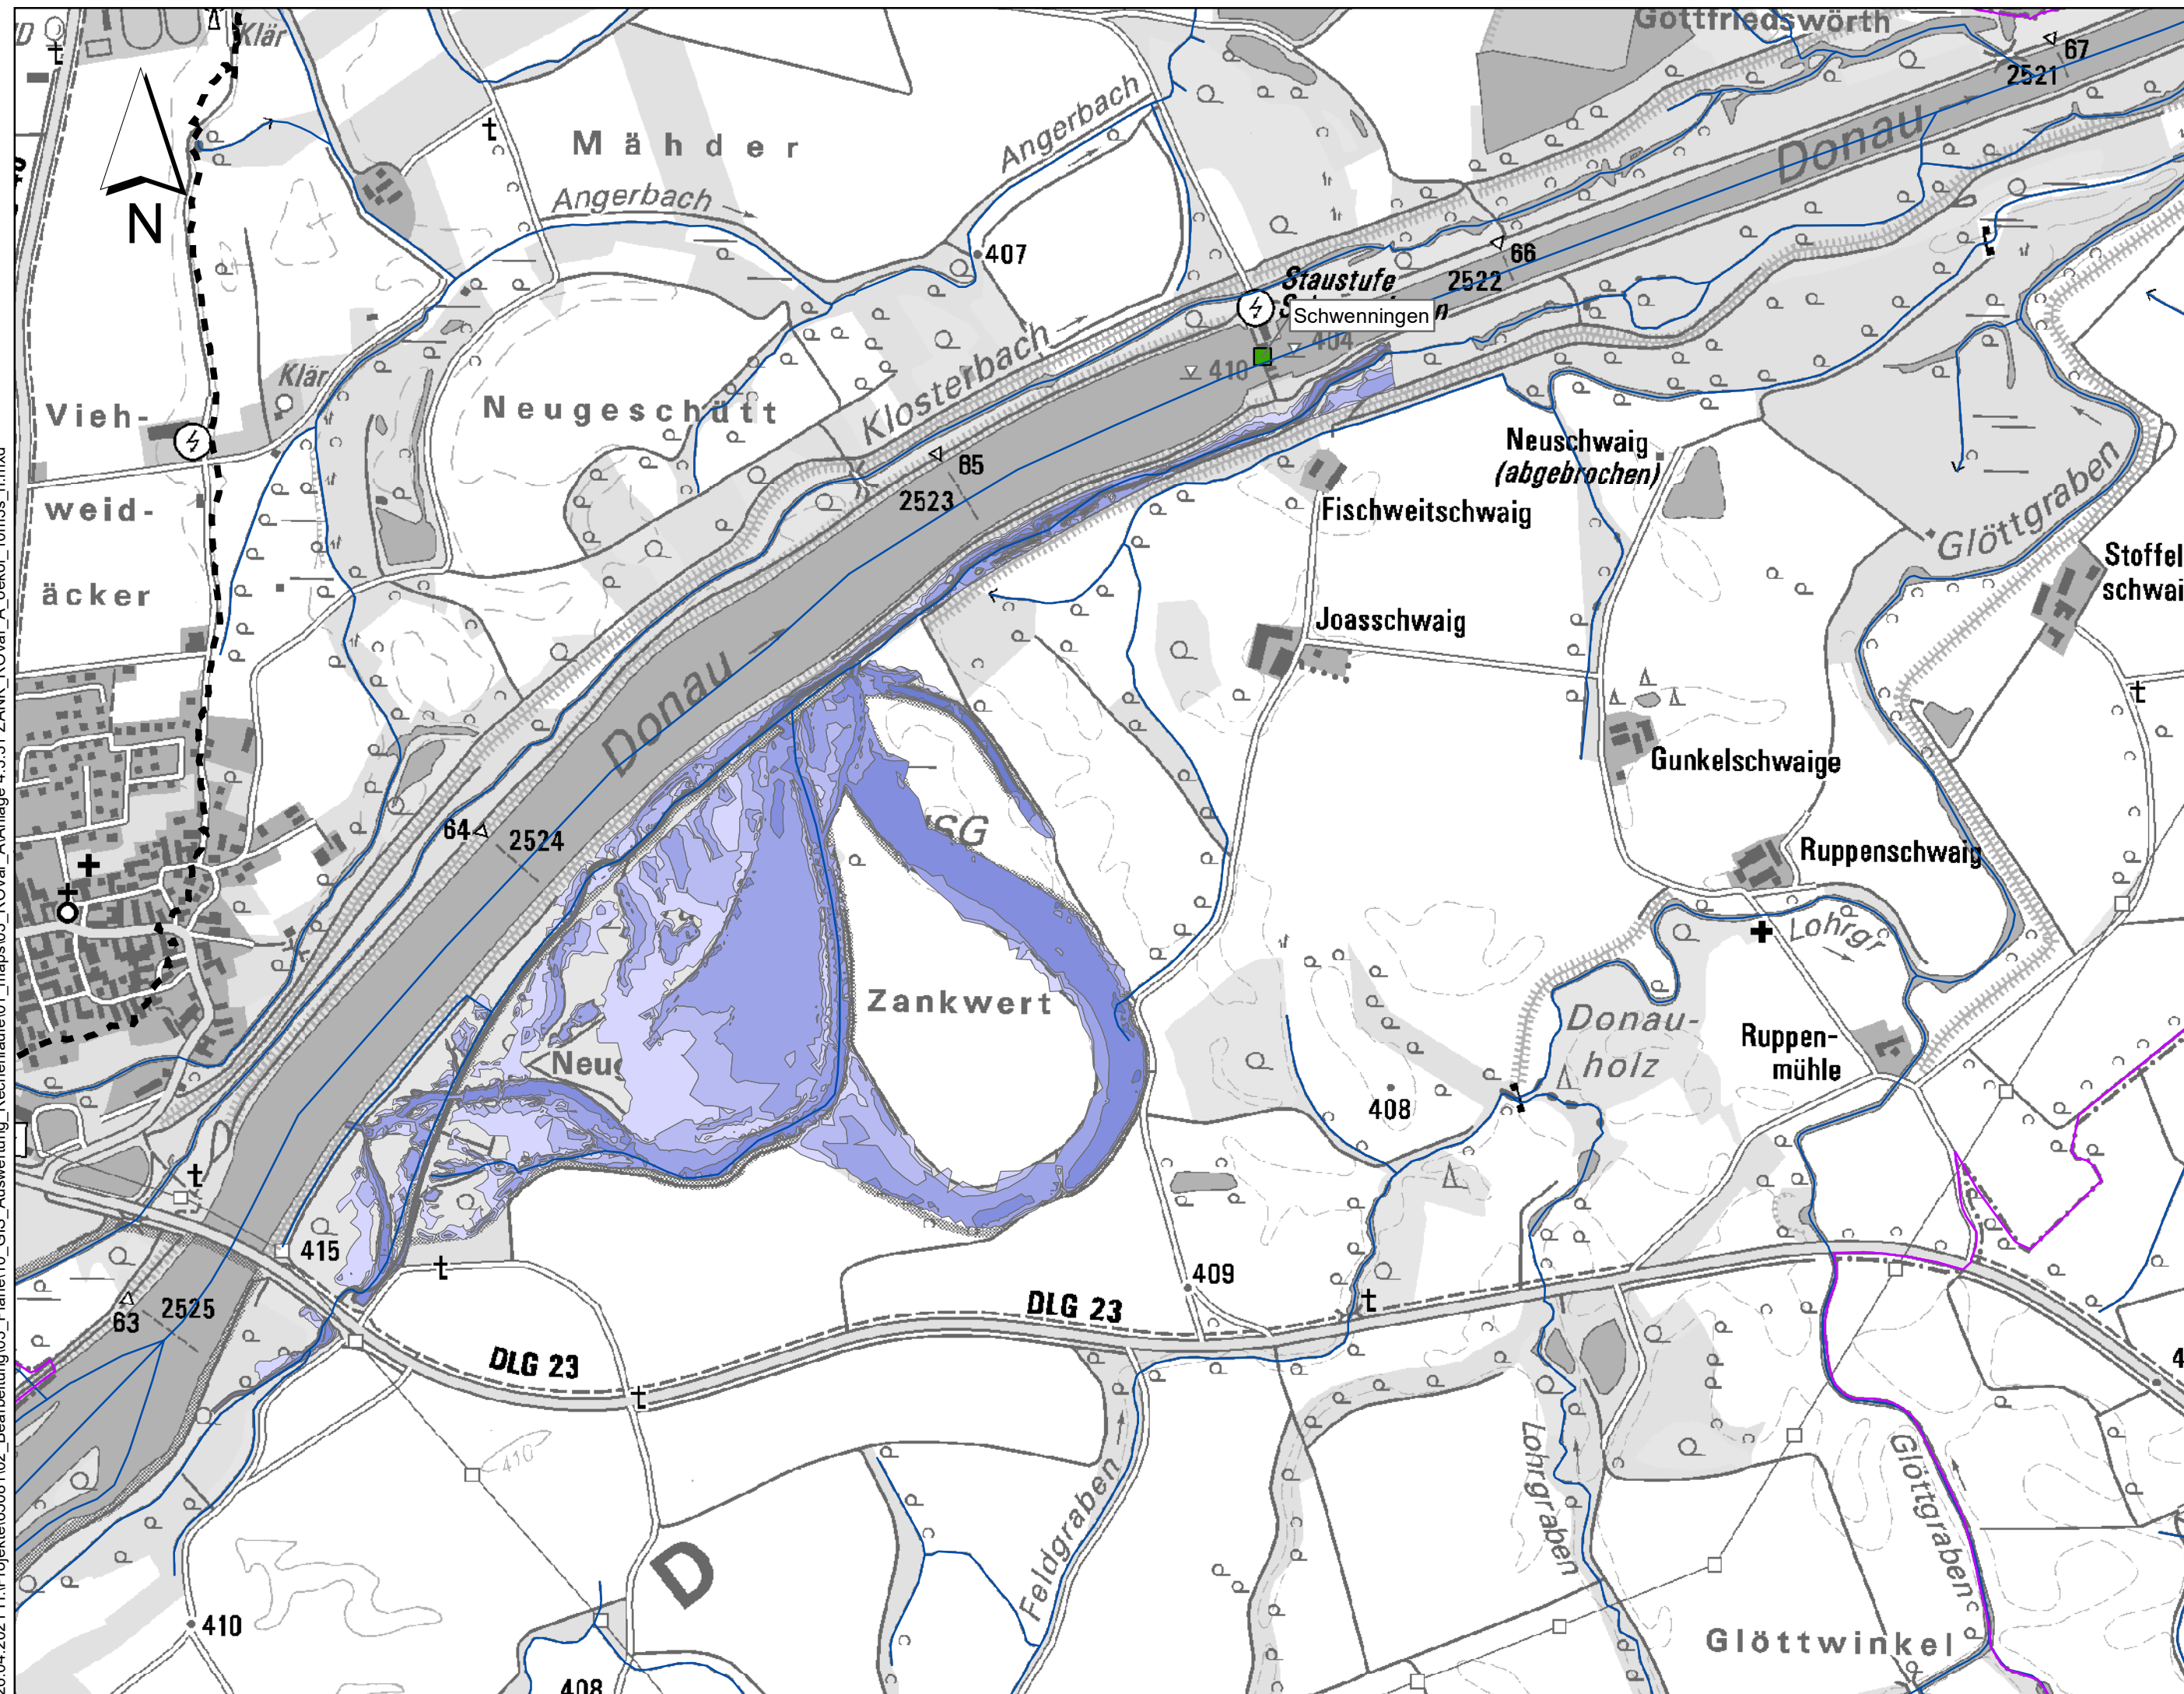 Klär
Gottfriedswörth
67
2521
Mähder
Angerbach
Angerbach
Donau
N
407
66
Staustufe
2522
Schwenningen
404
410
Klär
Vieh-
Neugeschütt
Klosterbach
65
2523
Neuschwaig
(abgebrochen)
weid-
Fischweitschwaig
Glöttgraben
Stoffel
schwai
äcker
Joasschwaig
Donau
Gunkelschwaige
64
2524
SG
Ruppenschwaig
Lohrgr
Zankwert
Donau-
holz
Ruppen-
mühle
Neug
408
415
409
63
2525
DLG 23
DLG 23
4
410
Lohrgraben
Glöttgraben
Feldgraben
D
410
Glöttwinkel
408